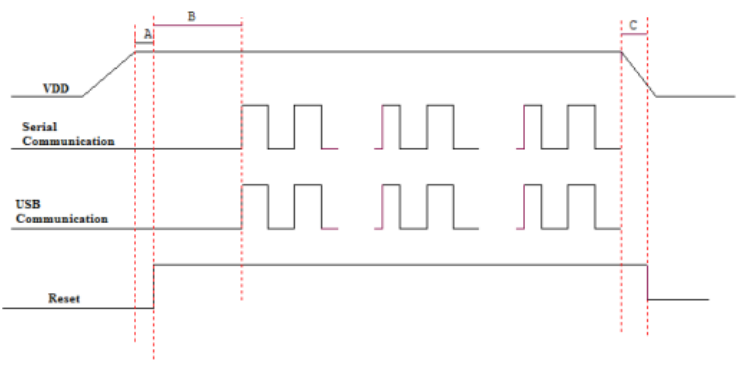 B
A
C
VDD
Serial
Communication
USB
Communication
Reset